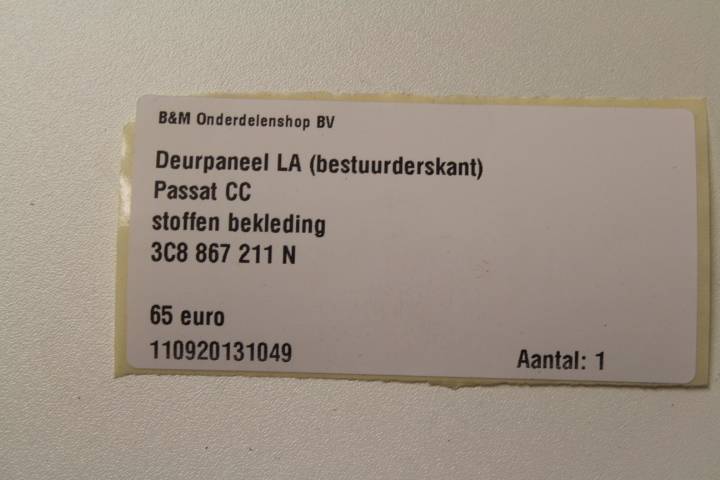 B&M Onderdelenshop BV
Deurpaneel LA (bestuurderskant)
Passat CC
stoffen bekleding
3C8 867 211 N
65 euro
110920131049
Aantal: 1